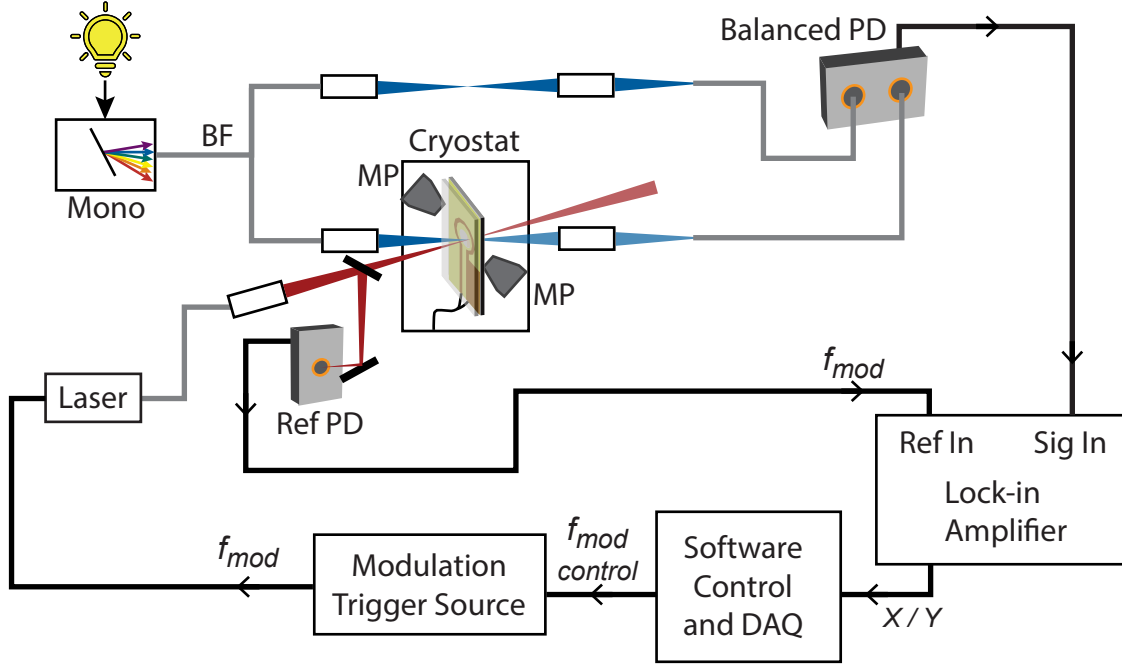 Balanced PD
BF
Mono
Cryostat
MP
MP
Laser
Ref PD
f_mod
Ref In
Sig In
Lock-in
Amplifier
f_mod
Modulation
Trigger Source
f_mod
control
Software
Control
and DAQ
X / Y